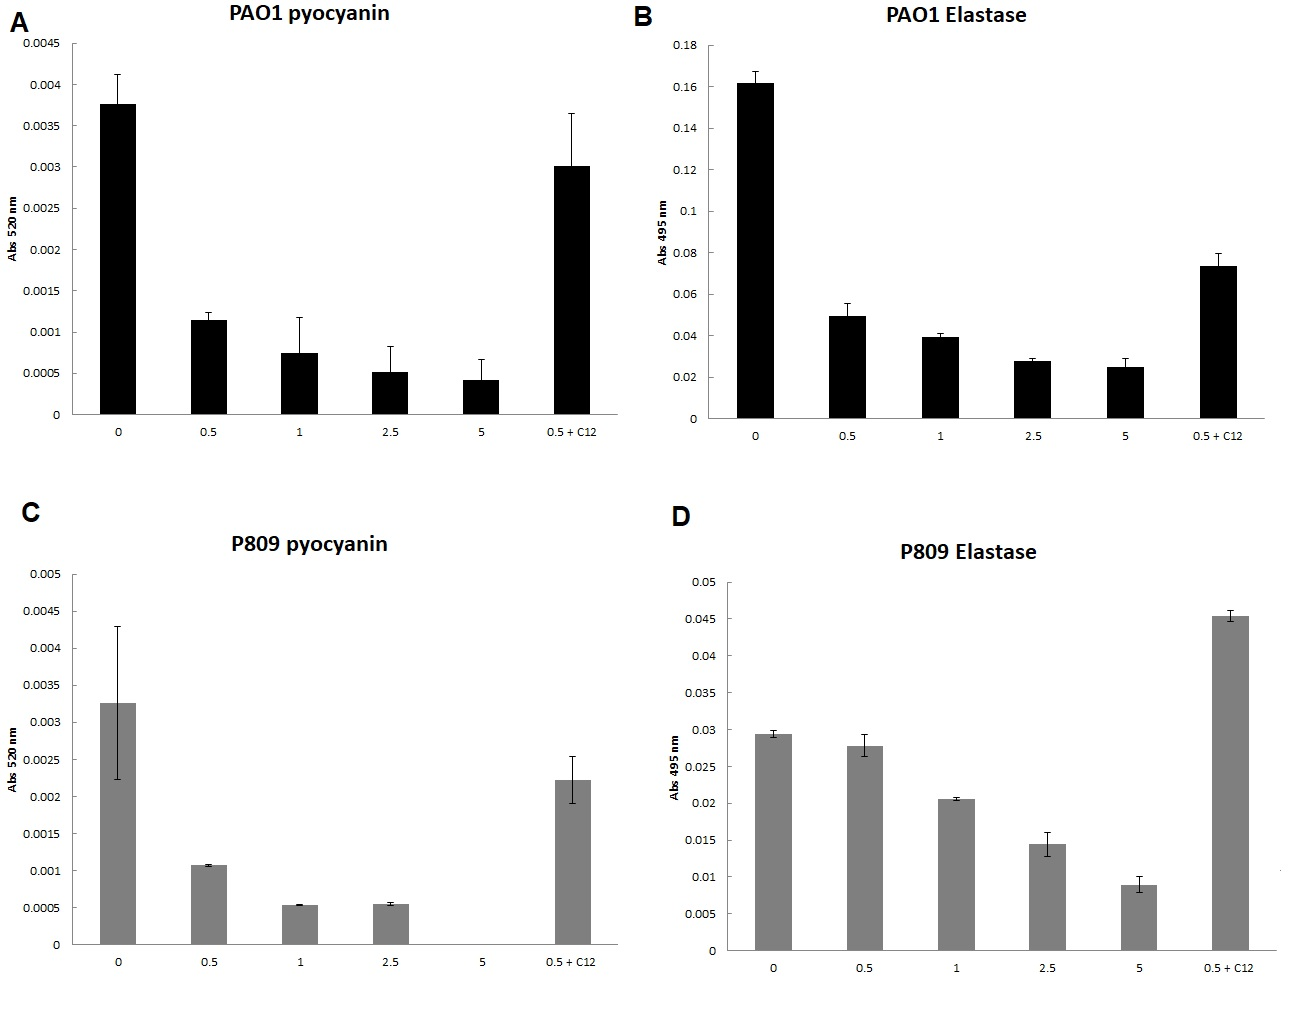 A
PAO1 pyocyanin
0.0045
0.004
0.0035
0.003
0.0025
0.002
0.0015
0.001
0.0005
0
Abs 520 nm
0 0.5 1 2.5 5 0.5 + C12
B
PAO1 Elastase
0.18
0.16
0.14
0.12
0.1
0.08
0.06
0.04
0.02
0
Abs 495 nm
0 0.5 1 2.5 5 0.5 + C12
C
P809 pyocyanin
0.005
0.0045
0.004
0.0035
0.003
0.0025
0.002
0.0015
0.001
0.0005
0
Abs 520 nm
0 0.5 1 2.5 5 0.5 + C12
D
P809 Elastase
0.05
0.045
0.04
0.035
0.03
0.025
0.02
0.015
0.01
0.005
0
Abs 495 nm
0 0.5 1 2.5 5 0.5 + C12